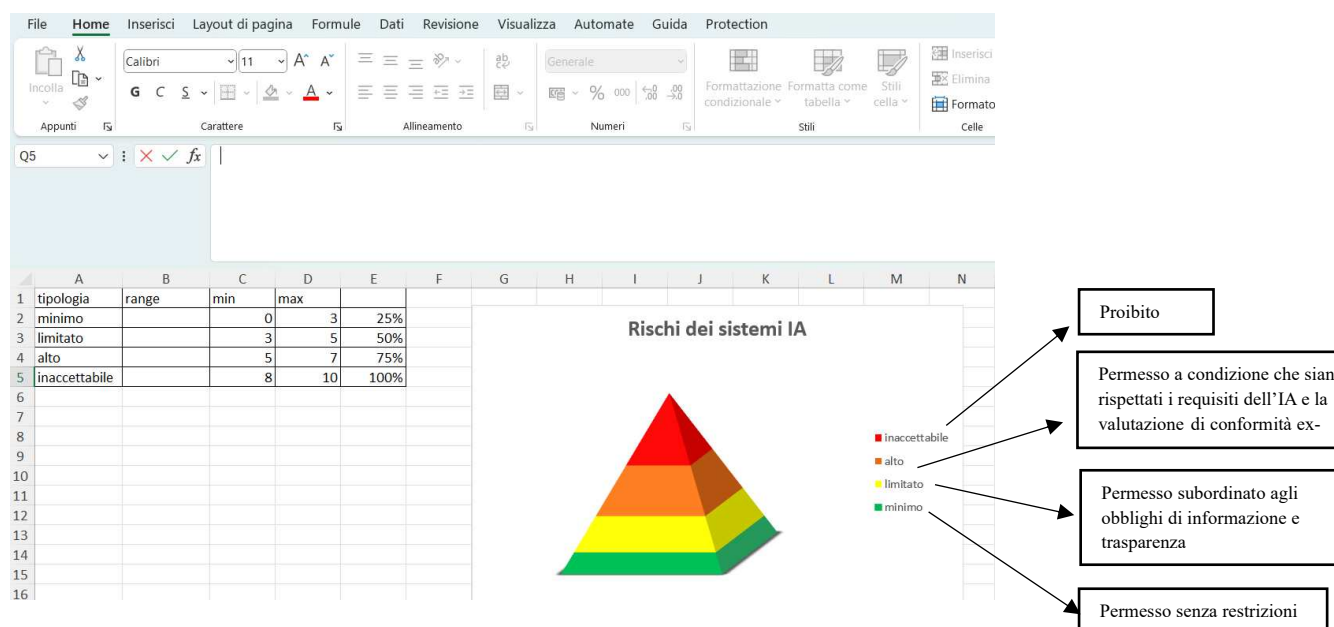 File Home Inserisci Layout di pagina Formule Dati Revisione Visualizza Automate Guida Protection
Calibri 11 A A Generale Inserisci
Incolla Formattazione Formatta come Stili Elimina
G C S A ab % 000 condizionale tabella cella Formato
Appunti Carattere Allineamento Numeri Stili Celle
Q5 fx
A B C D E F G H I J K L M N
1 tipologia range min max
2 minimo 0 3 25%
3 limitato 3 5 50%
4 alto 5 7 75%
5 inaccettabile 8 10 100%
6
7
8
9
10
11
12
13
14
15
16
Rischi dei sistemi IA
inaccettabile
alto
limitato
minimo
Proibito
Permesso a condizione che sian
rispettati i requisiti dell’IA e la
valutazione di conformità ex-
Permesso subordinato agli
obblighi di informazione e
trasparenza
Permesso senza restrizioni